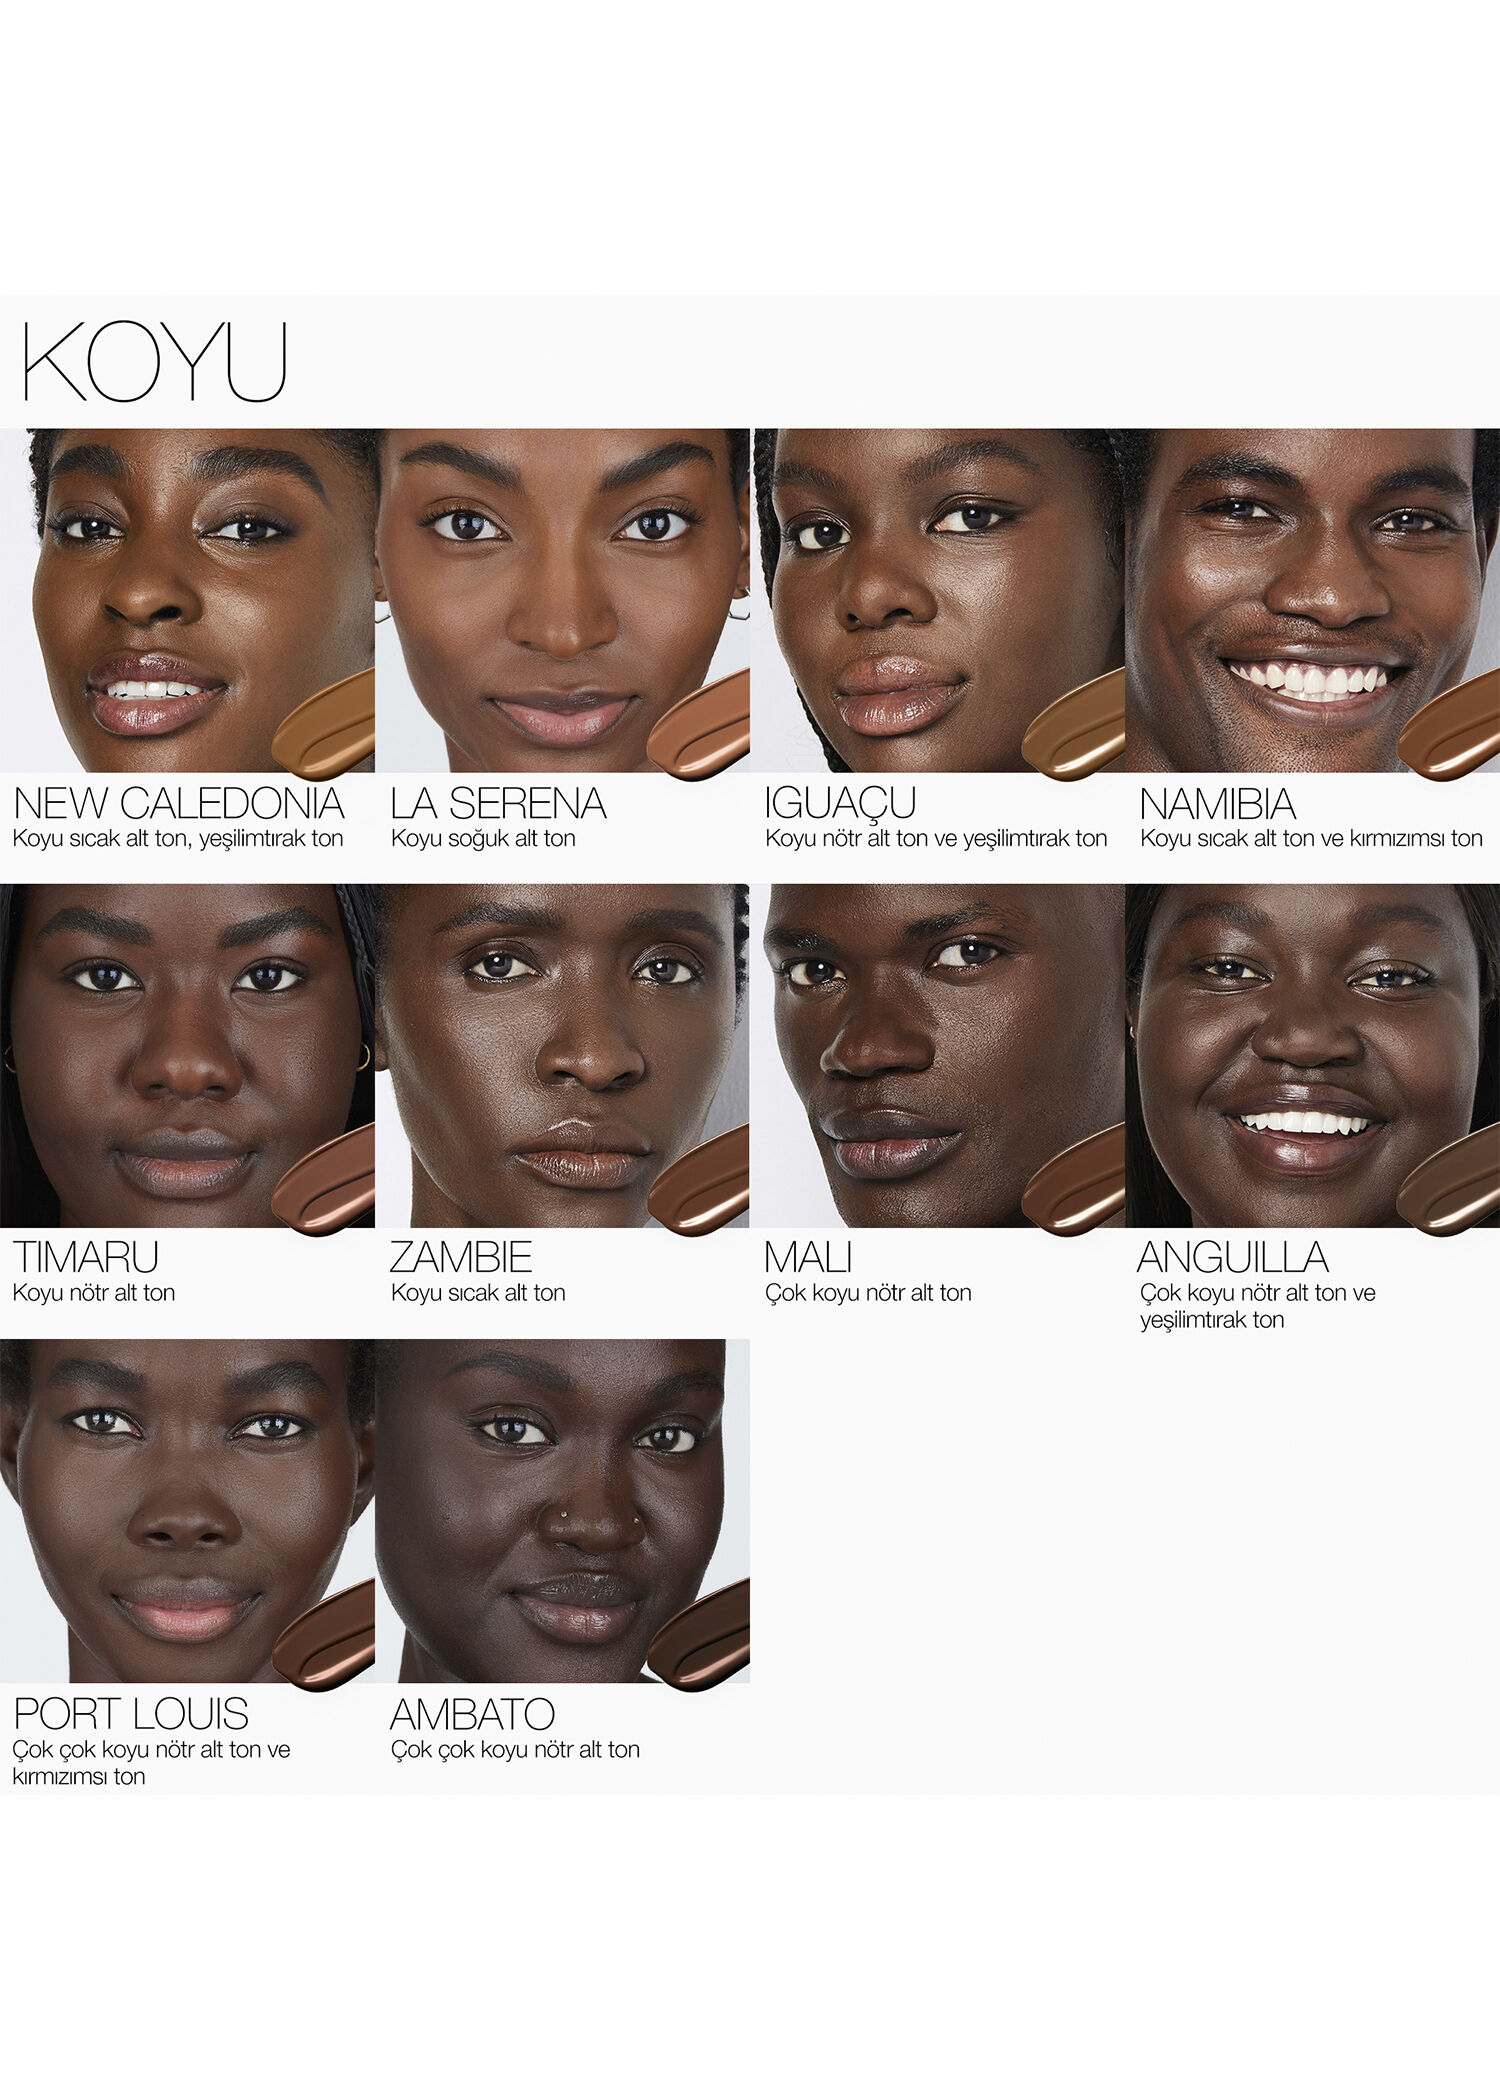 KOYU
NEW CALEDONIA
Koyu sıcak alt ton, yeşilimtırak ton
LA SERENA
Koyu soğuk alt ton
IGUAÇU
Koyu nötr alt ton ve yeşilimtırak ton
NAMIBIA
Koyu sıcak alt ton ve kırmızımsı ton
TIMARU
Koyu nötr alt ton
ZAMBIE
Koyu sıcak alt ton
MALI
Çok koyu nötr alt ton
ANGUILLA
Çok koyu nötr alt ton ve
yeşilimtırak ton
PORT LOUIS
Çok çok koyu nötr alt ton ve
kırmızımsı ton
AMBATO
Çok çok koyu nötr alt ton